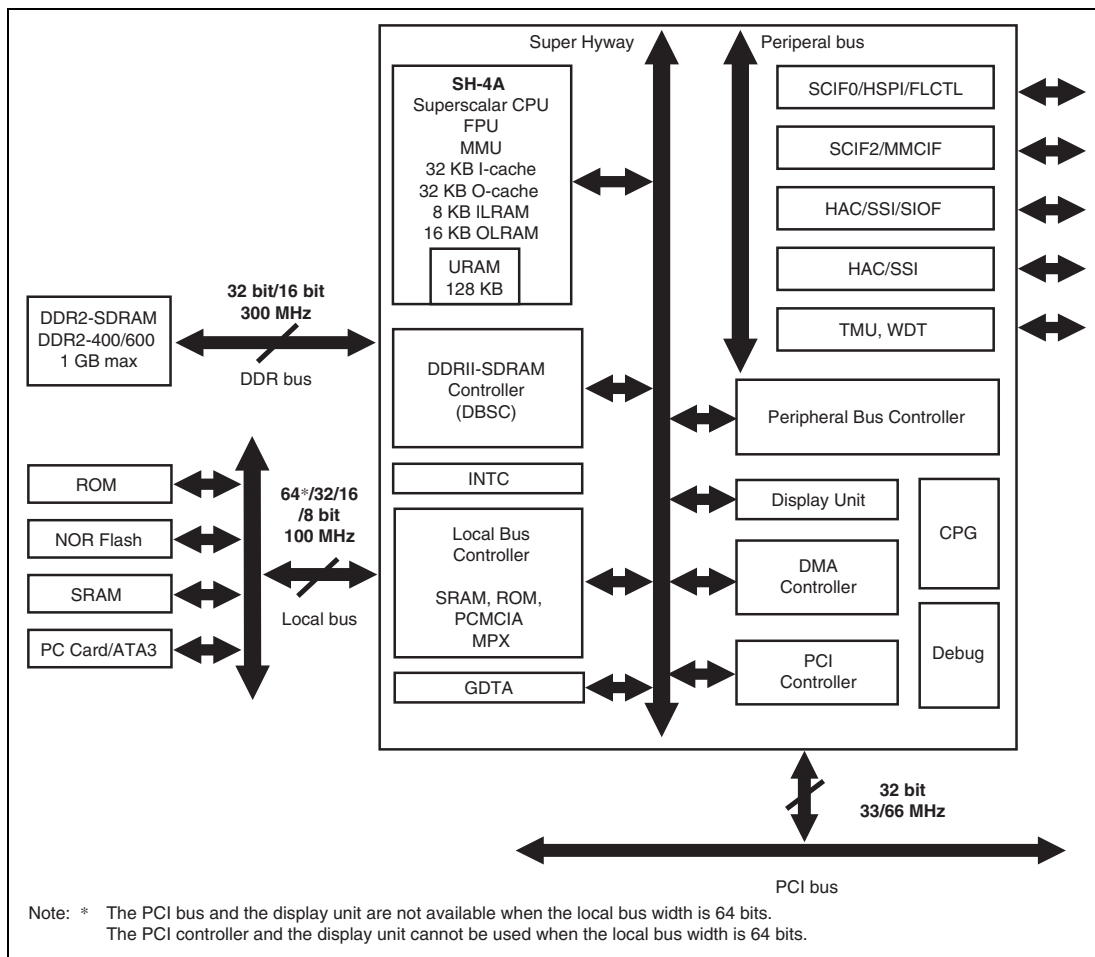 Super Hyway
Periperal bus
SH-4A
Superscalar CPU
FPU
MMU
32 KB I-cache
32 KB O-cache
8 KB ILRAM
16 KB OLRAM
URAM
128 KB
SCIF0/HSPI/FLCTL
SCIF2/MMCIF
HAC/SSI/SIOF
HAC/SSI
TMU, WDT
DDR2-SDRAM
DDR2-400/600
1 GB max
32 bit/16 bit
300 MHz
DDR bus
DDRII-SDRAM
Controller
(DBSC)
Peripheral Bus Controller
ROM
NOR Flash
SRAM
PC Card/ATA3
64*/32/16
/8 bit
100 MHz
Local bus
INTC
Local Bus
Controller
SRAM, ROM,
PCMCIA
MPX
GDTA
Display Unit
DMA
Controller
PCI
Controller
CPG
Debug
32 bit
33/66 MHz
PCI bus
Note: * The PCI bus and the display unit are not available when the local bus width is 64 bits.
The PCI controller and the display unit cannot be used when the local bus width is 64 bits.